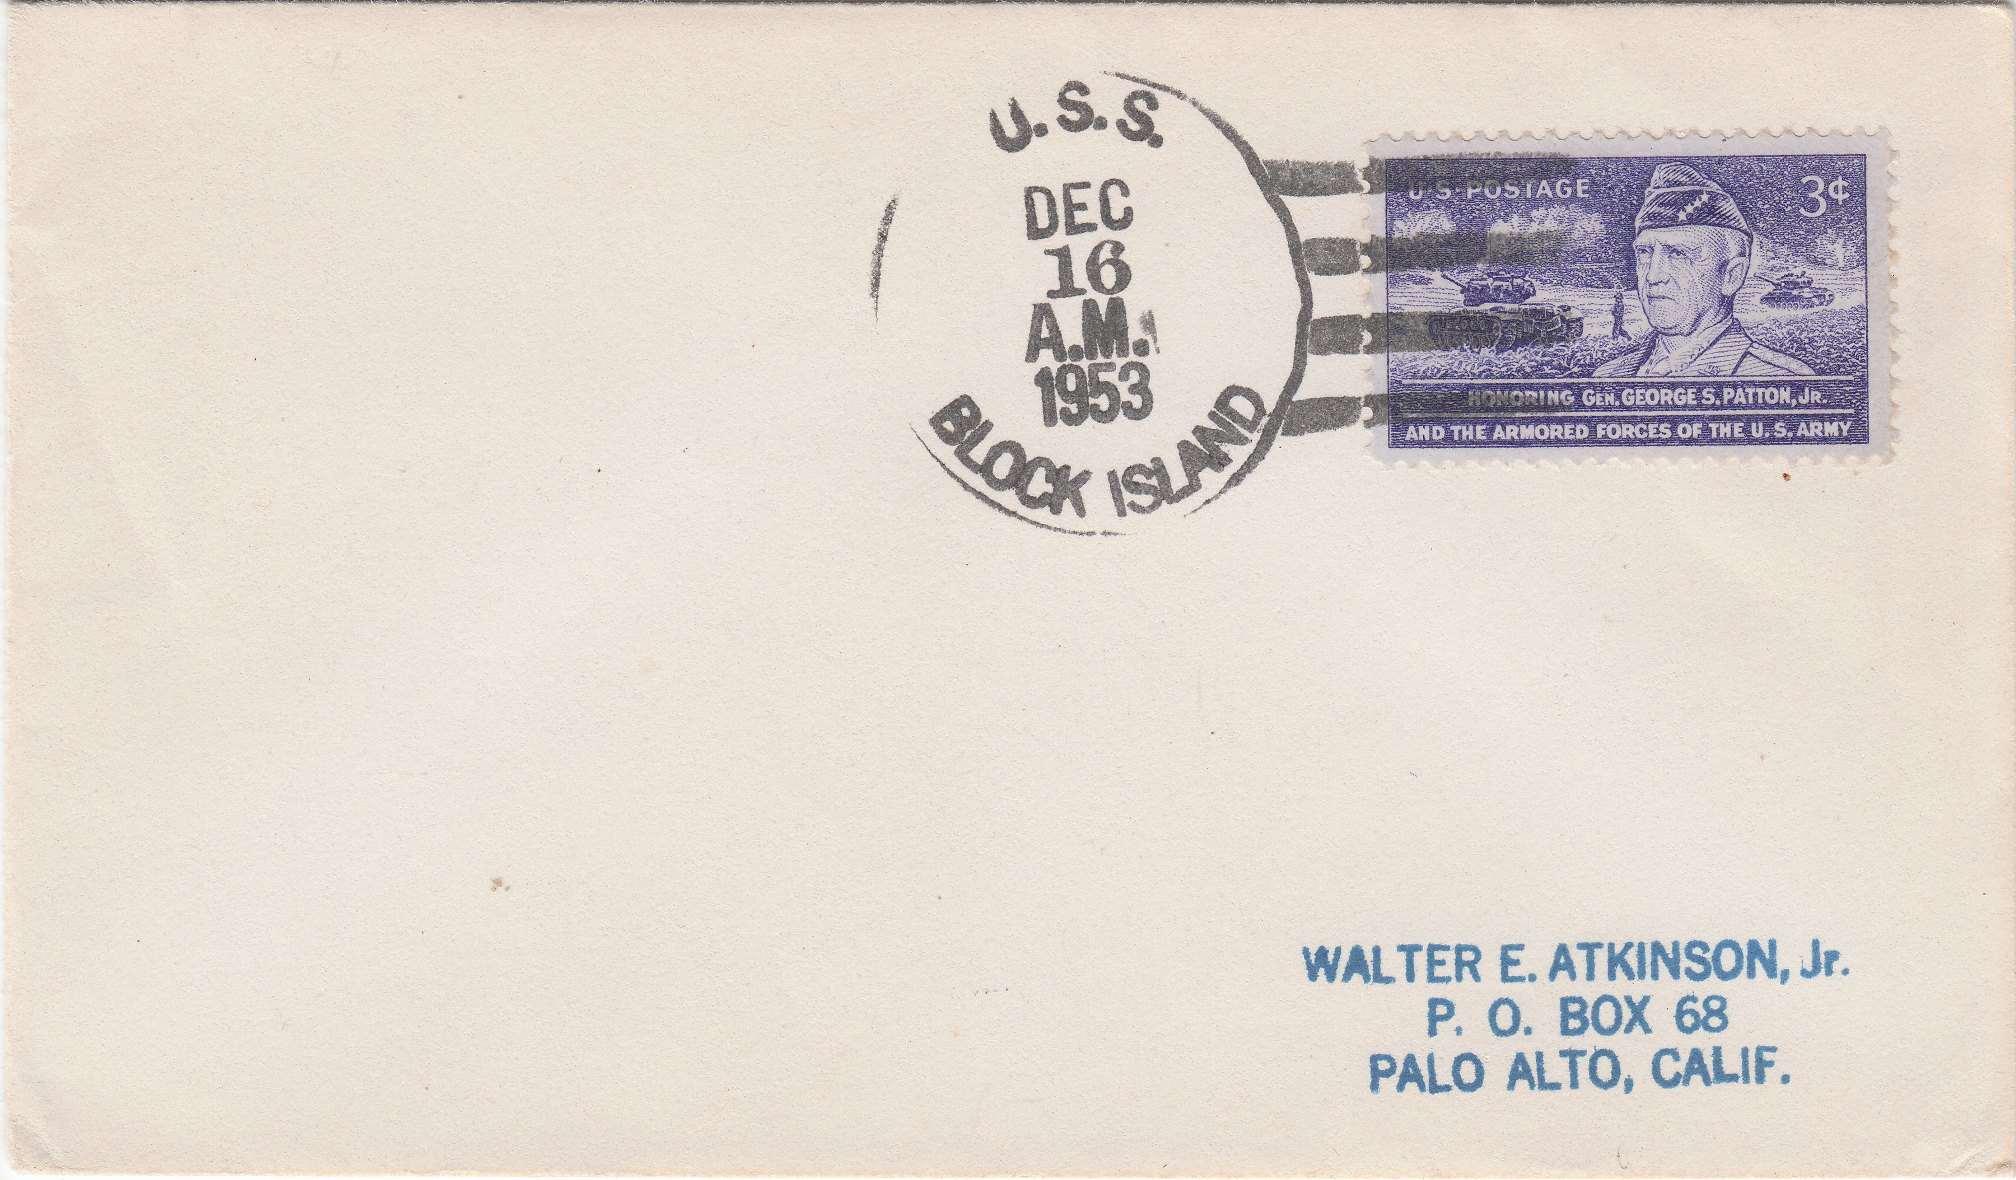 U.S.S.
DEC
16
A.M.
1953
BLOCK ISLAND
U.S. POSTAGE 3¢
HONORING GEN. GEORGE S. PATTON, JR.
AND THE ARMORED FORCES OF THE U. S. ARMY
WALTER E. ATKINSON, Jr.
P. O. BOX 68
PALO ALTO, CALIF.